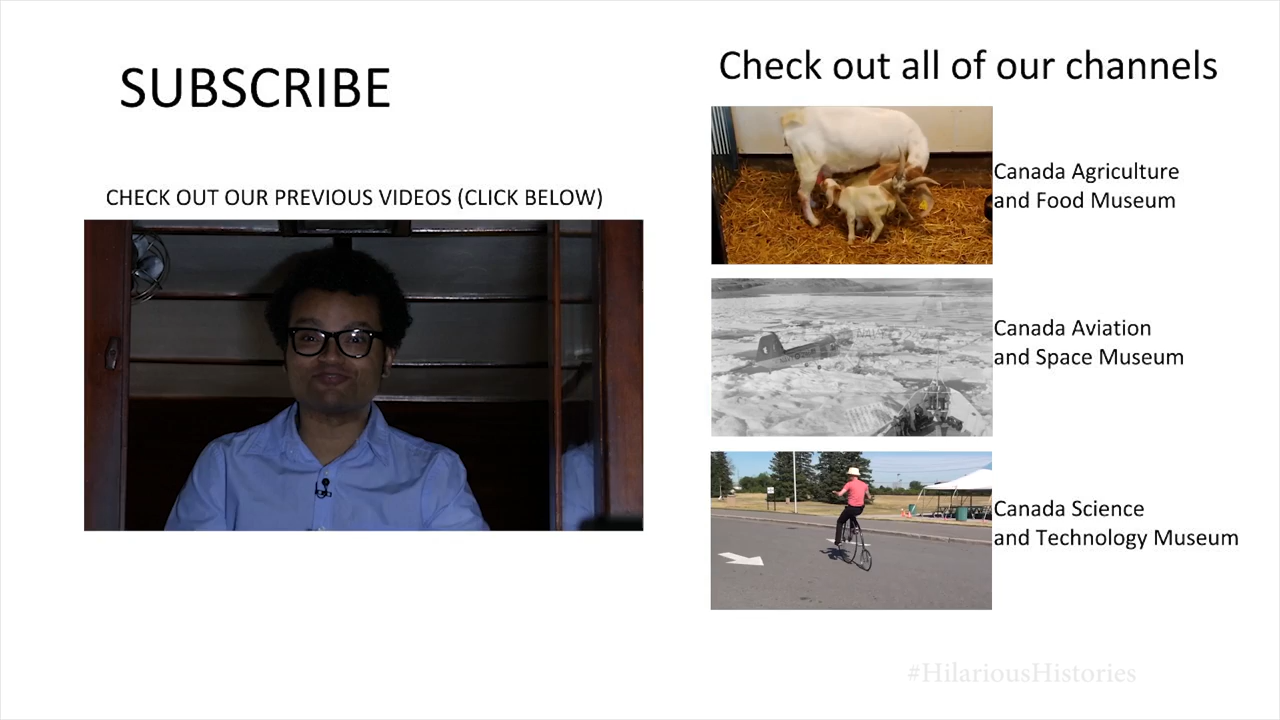 SUBSCRIBE
CHECK OUT OUR PREVIOUS VIDEOS (CLICK BELOW)
Check out all of our channels
Canada Agriculture
and Food Museum
Canada Aviation
and Space Museum
Canada Science
and Technology Museum
#HilariousHistories